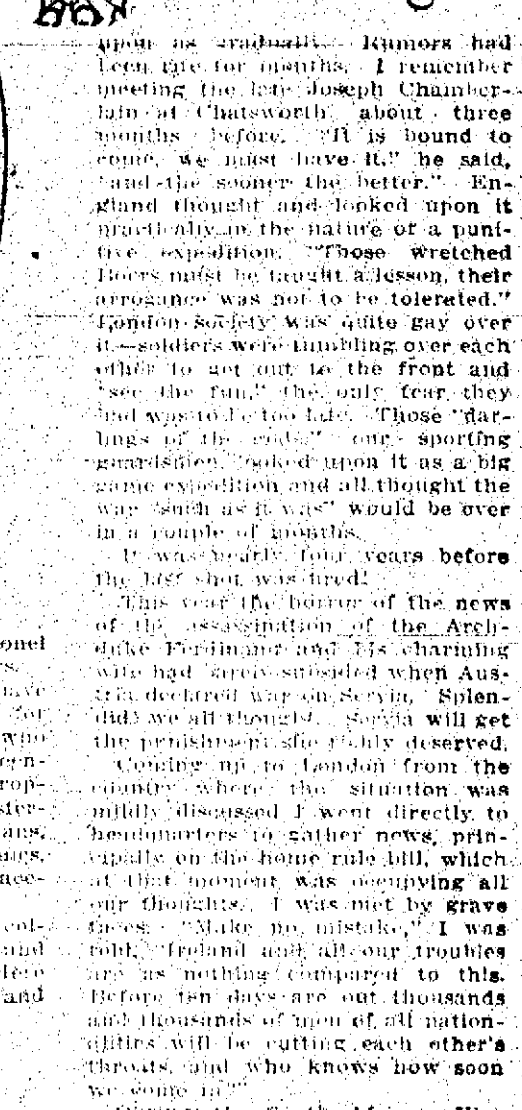 upon us gradually. Rumors had
been rife for months. I remember
meeting the late Joseph Chamber-
lain at Chatsworth about three
months before. "It is bound to
come, we must have it," he said,
"and the sooner the better." En-
gland thought and looked upon it
practically in the nature of a puni-
tive expedition. "Those wretched
Boers must be taught a lesson, their
arrogance was not to be tolerated."
London society was quite gay over
it—soldiers were tumbling over each
other to get out to the front and
"see the fun," the only fear they
had was to be too late. Those "dar-
lings of the gods," our sporting
guardsmen, looked upon it as a big
game expedition and all thought the
war "such as it was" would be over
in a couple of months.
It was nearly four years before
the last shot was fired!
This year the horror of the news
of the assassination of the Arch-
duke Ferdinand and his charming
wife had barely subsided when Aus-
tria declared war on Servia. Splen-
did! we all thought. Servia will get
the punishment she richly deserved.
Coming up to London from the
country where the situation was
mildly discussed I went directly to
headquarters to gather news, prin-
cipally on the home rule bill, which
at that moment was occupying all
our thoughts. I was met by grave
faces. "Make no mistake," I was
told, "Ireland and all our troubles
are as nothing compared to this.
Before ten days are out thousands
and thousands of men of all nation-
alities will be cutting each other's
throats, and who knows how soon
we come in?"
onel
who
ans,
and
and